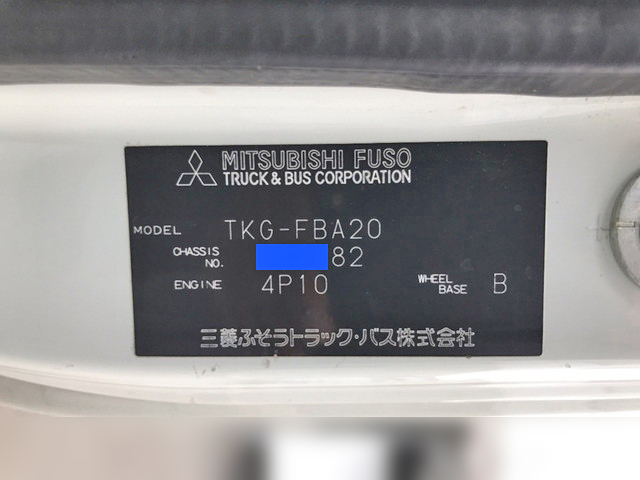 MITSUBISHI FUSO
TRUCK & BUS CORPORATION
MODEL TKG-FBA20
CHASSIS NO. 82
ENGINE 4P10 WHEEL BASE B
三菱ふそうトラック・バス株式会社